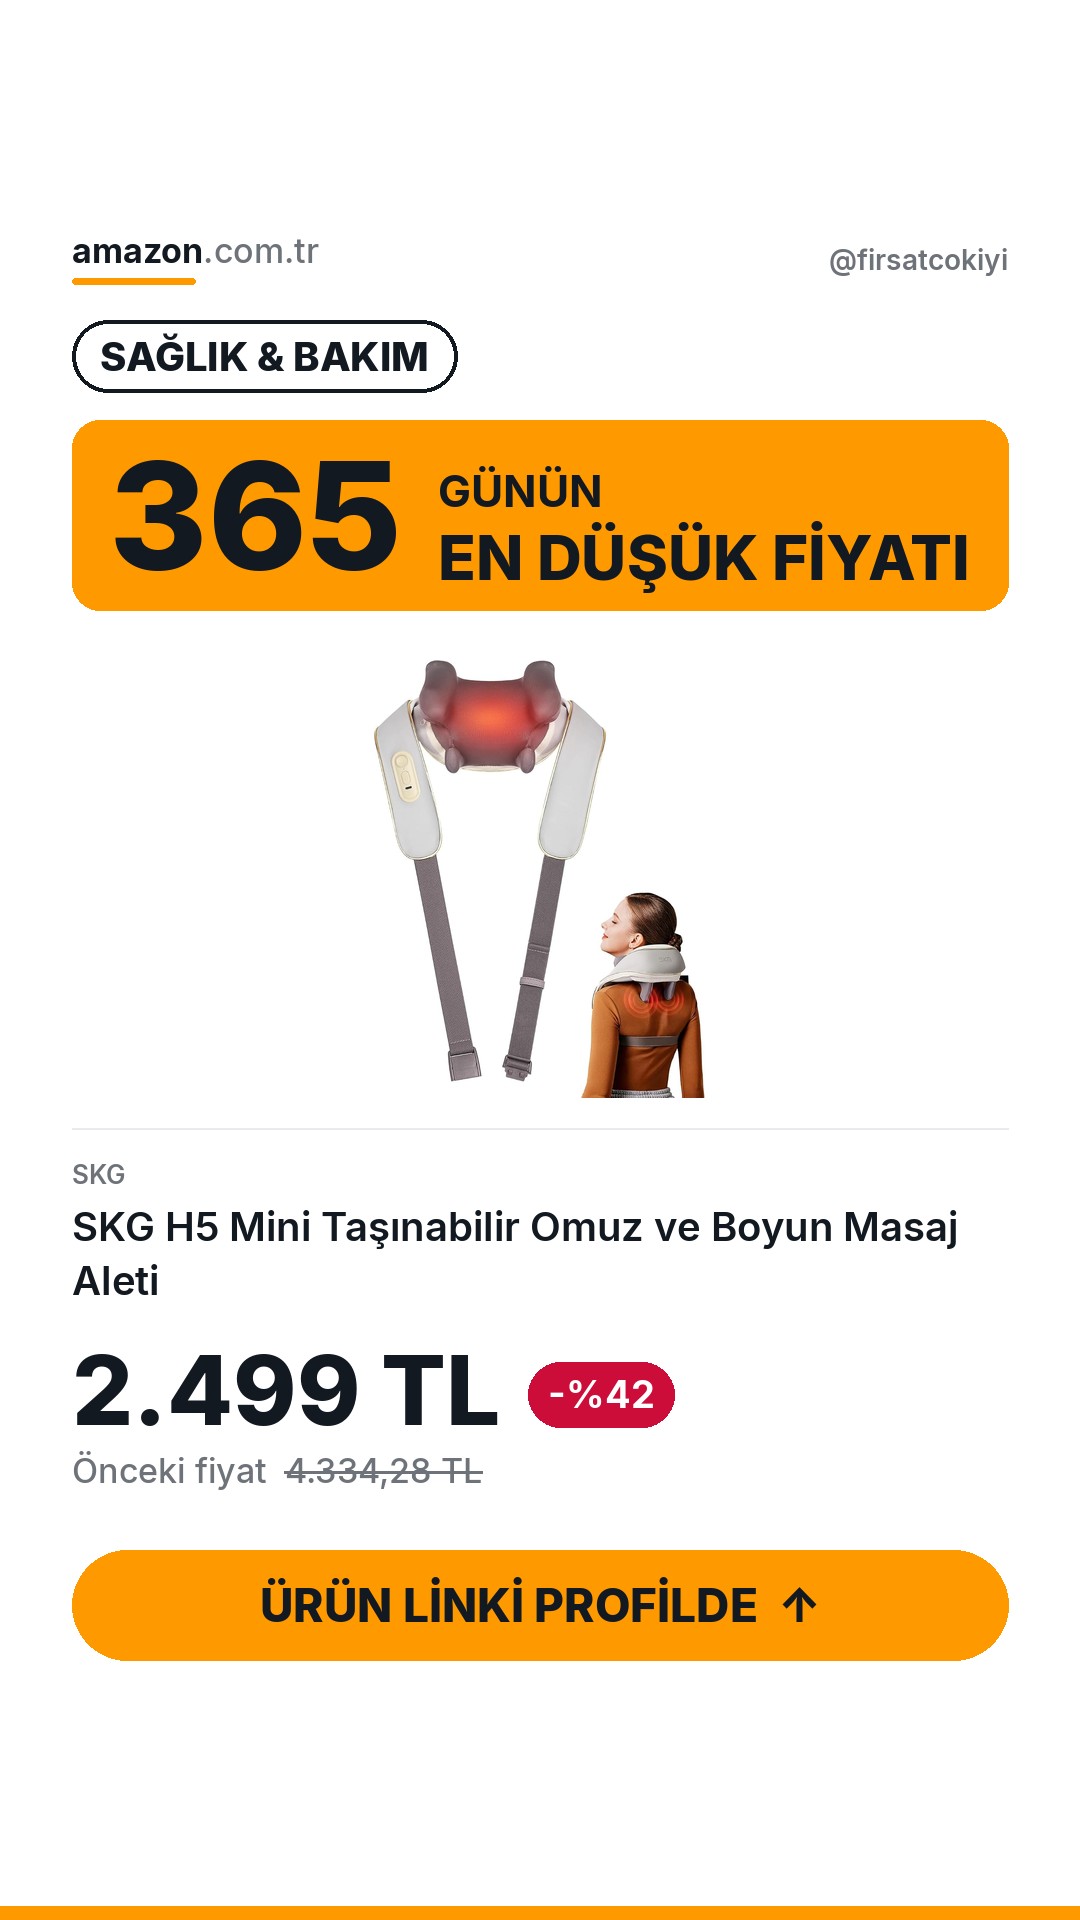 amazon.com.tr
@firsatcokiyi
SAĞLIK & BAKIM
365
GÜNÜN
EN DÜŞÜK FİYATI
SKG
SKG H5 Mini Taşınabilir Omuz ve Boyun Masaj
Aleti
2.499 TL
-%42
Önceki fiyat 4.334,28 TL
ÜRÜN LİNKİ PROFİLDE ↑